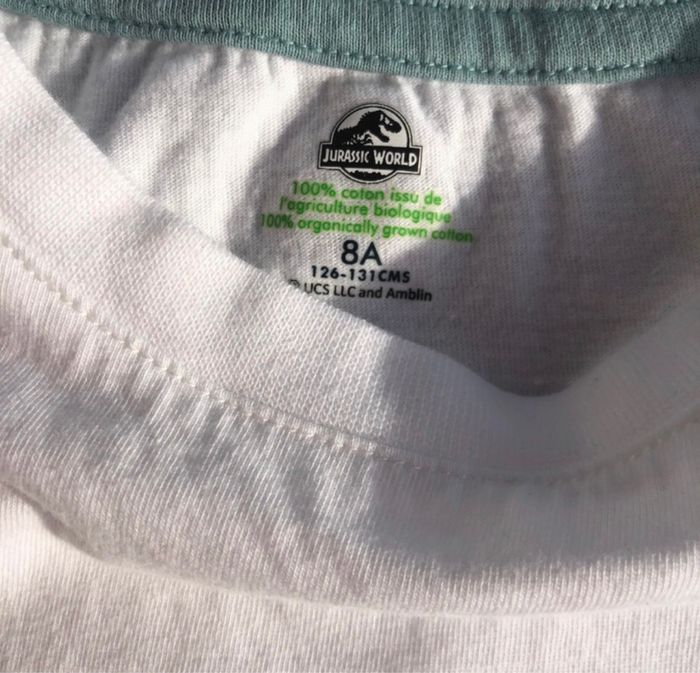 JURASSIC WORLD
100% coton issu de
l'agriculture biologique
100% organically grown cotton
8A
126-131CMS
© UCS LLC and Amblin